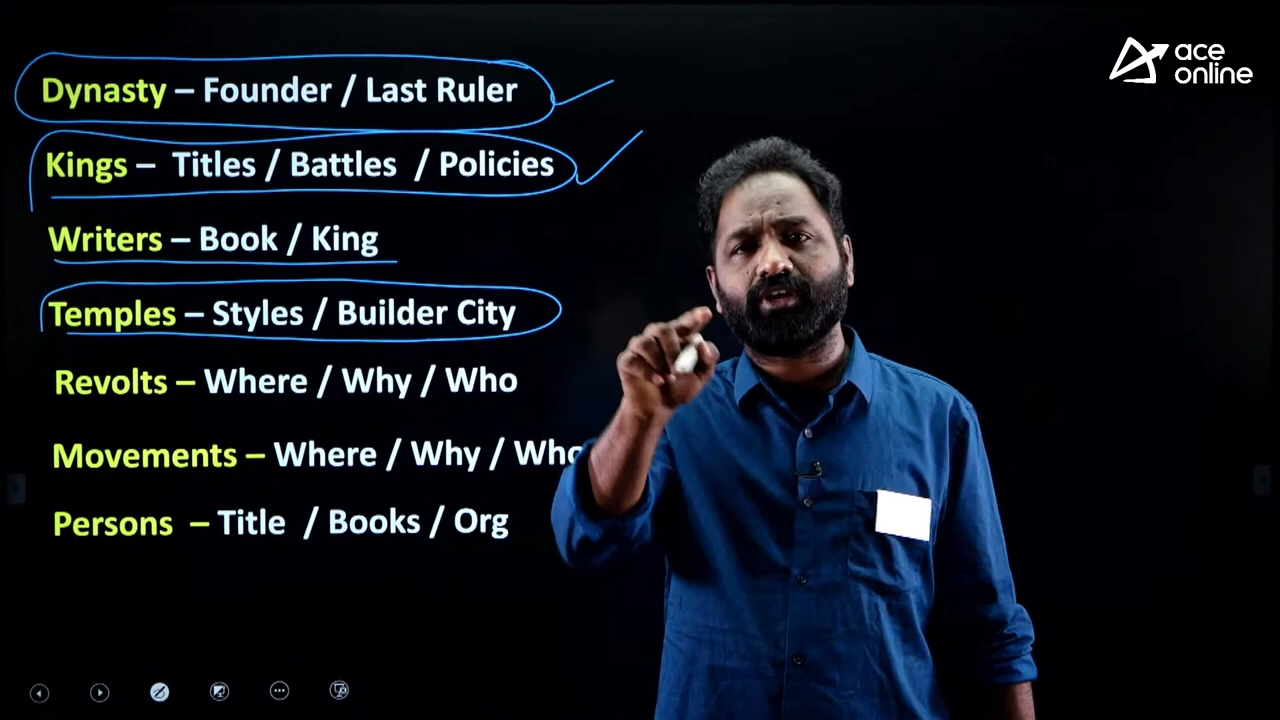 ace
online
Dynasty – Founder / Last Ruler
Kings – Titles / Battles / Policies
Writers – Book / King
Temples – Styles / Builder City
Revolts – Where / Why / Who
Movements – Where / Why / Who
Persons – Title / Books / Org